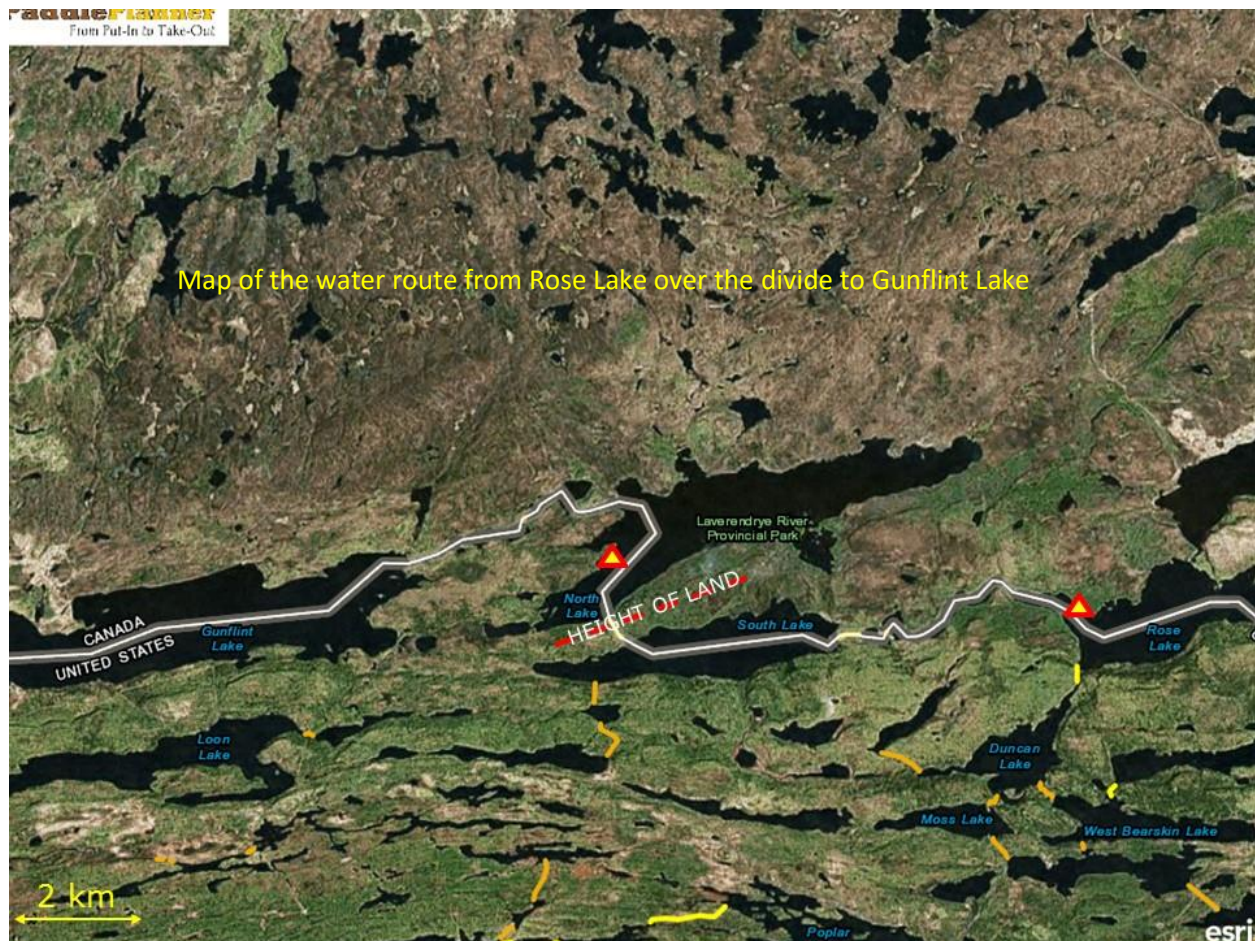 PaddlePlanner
From Put-In to Take-Out
Map of the water route from Rose Lake over the divide to Gunflint Lake
Laverendrye River
Provincial Park
HEIGHT OF LAND
North
Lake
South Lake
Rose
Lake
CANADA
UNITED STATES
Gunflint
Lake
Loon
Lake
Duncan
Lake
Moss Lake
West Bearskin Lake
2 km
Poplar
esri